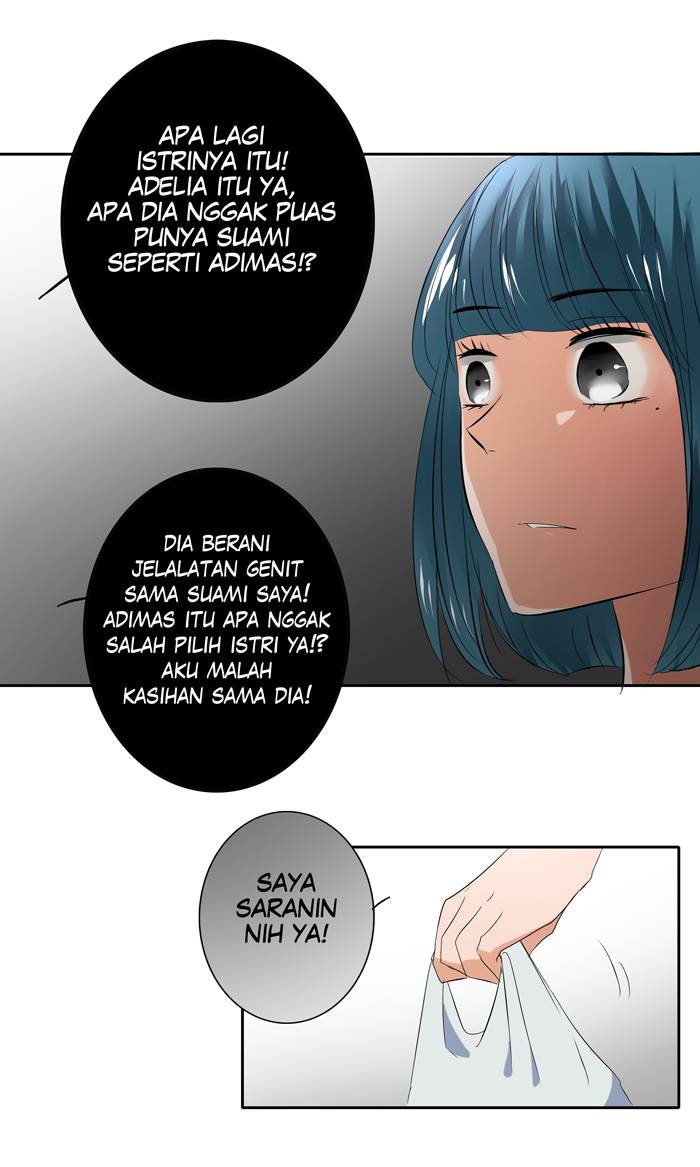 APA LAGI
ISTRINYA ITU!
ADELIA ITU YA,
APA DIA NGGAK PUAS
PUNYA SUAMI
SEPERTI ADIMAS!?
DIA BERANI
JELALATAN GENIT
SAMA SUAMI SAYA!
ADIMAS ITU APA NGGAK
SALAH PILIH ISTRI YA!?
AKU MALAH
KASIHAN SAMA DIA!
SAYA
SARANIN
NIH YA!